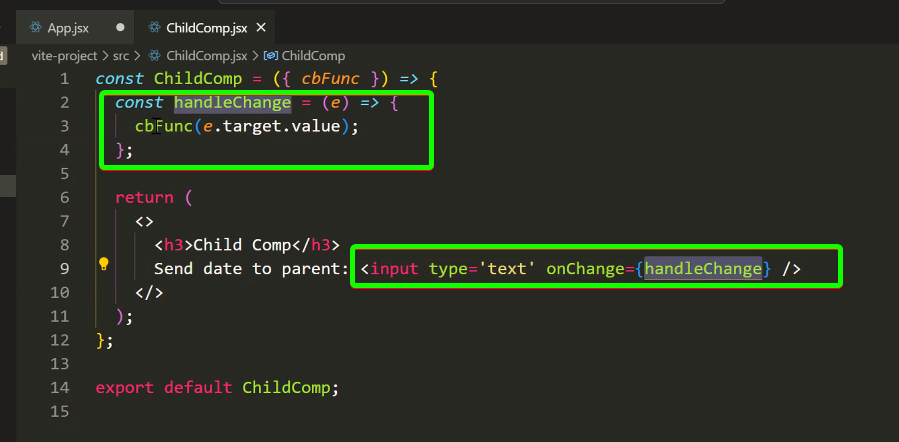 App.jsx ChildComp.jsx
vite-project > src > ChildComp.jsx > ChildComp
1 const ChildComp = ({ cbFunc }) => {
2 const handleChange = (e) => {
3 cbFunc(e.target.value);
4 };
5
6 return (
7 <>
8 <h3>Child Comp</h3>
9 Send date to parent: <input type='text' onChange={handleChange} />
10 </>
11 );
12 };
13
14 export default ChildComp;
15